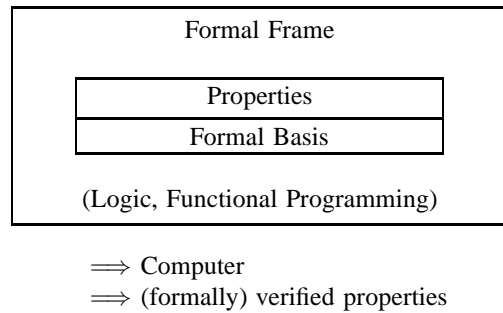 Formal Frame
Properties
Formal Basis
(Logic, Functional Programming)
⟹ Computer
⟹ (formally) verified properties